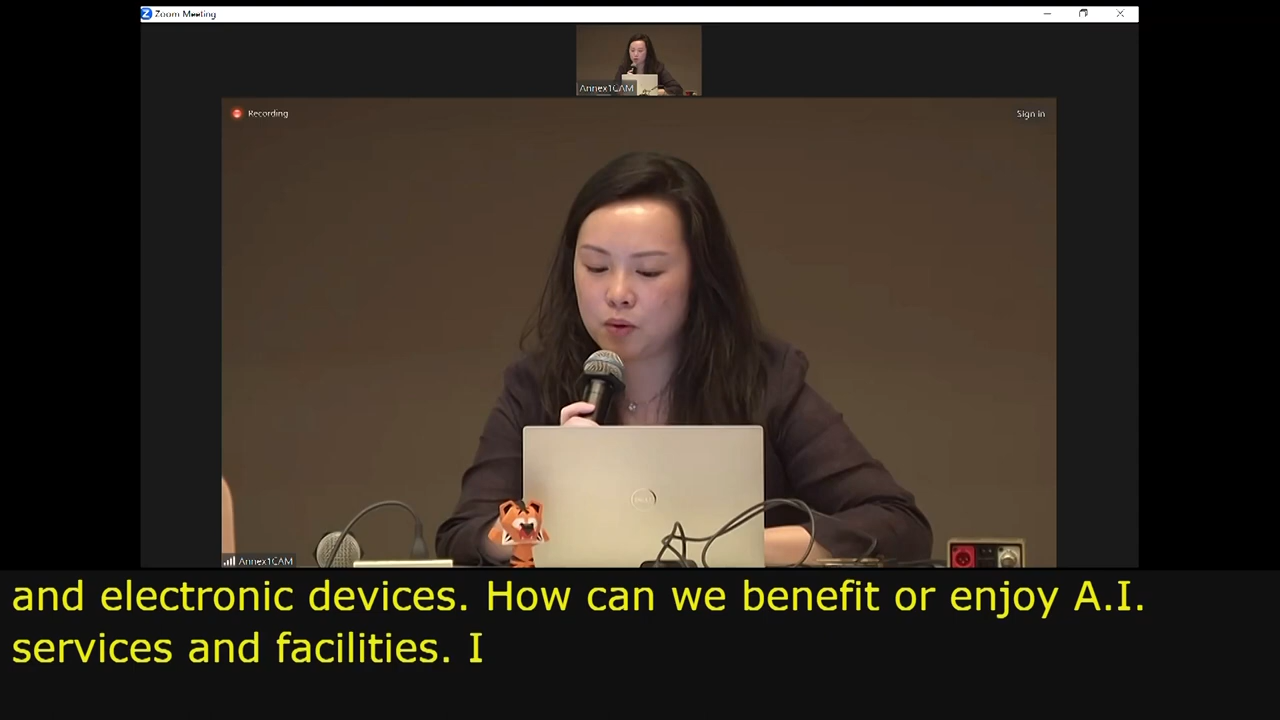 Zoom Meeting
Annex1CAM
Recording
Sign in
Annex1CAM
and electronic devices. How can we benefit or enjoy A.I.
services and facilities. I